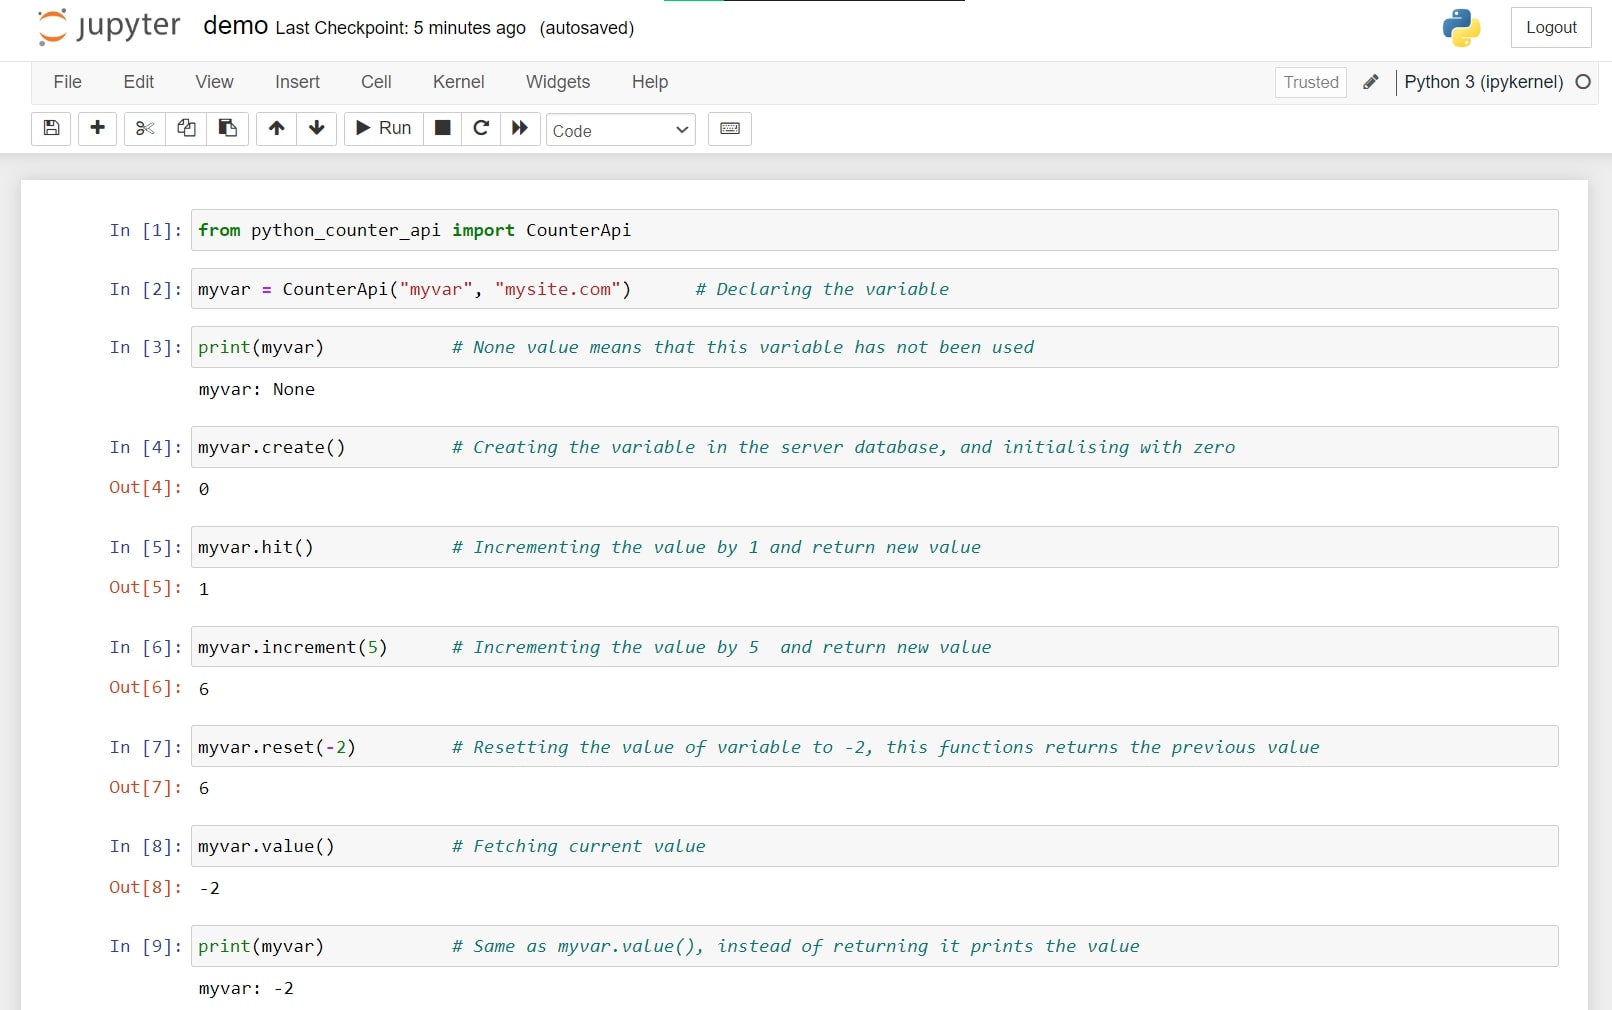 jupyter demo Last Checkpoint: 5 minutes ago (autosaved) Logout
File Edit View Insert Cell Kernel Widgets Help Trusted Python 3 (ipykernel)
Run Code
In [1]: from python_counter_api import CounterApi
In [2]: myvar = CounterApi("myvar", "mysite.com") # Declaring the variable
In [3]: print(myvar) # None value means that this variable has not been used
myvar: None
In [4]: myvar.create() # Creating the variable in the server database, and initialising with zero
Out[4]: 0
In [5]: myvar.hit() # Incrementing the value by 1 and return new value
Out[5]: 1
In [6]: myvar.increment(5) # Incrementing the value by 5  and return new value
Out[6]: 6
In [7]: myvar.reset(-2) # Resetting the value of variable to -2, this functions returns the previous value
Out[7]: 6
In [8]: myvar.value() # Fetching current value
Out[8]: -2
In [9]: print(myvar) # Same as myvar.value(), instead of returning it prints the value
myvar: -2